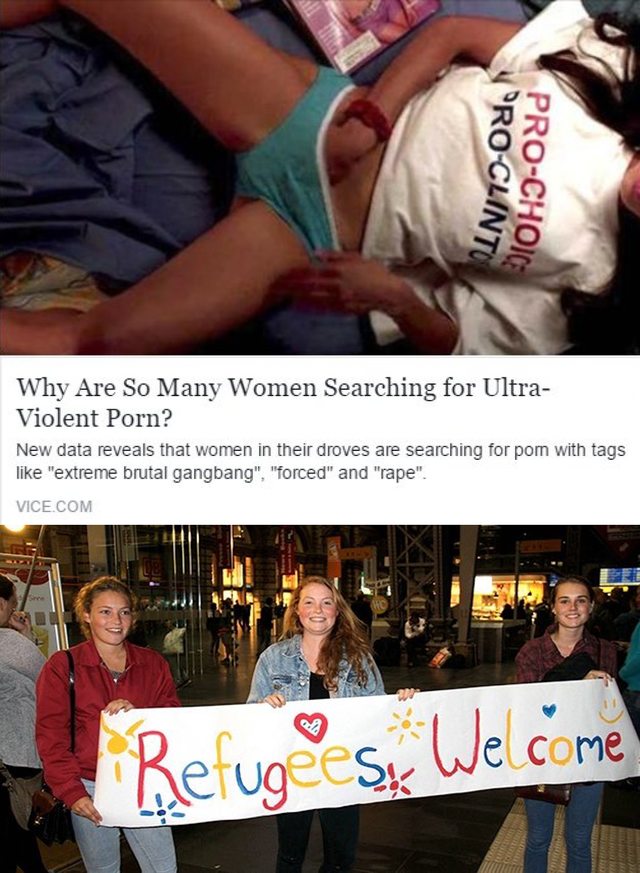 PRO-CHOICE
PRO-CLINTO
Why Are So Many Women Searching for Ultra-
Violent Porn?
New data reveals that women in their droves are searching for porn with tags
like "extreme brutal gangbang", "forced" and "rape".
VICE.COM
Refugees Welcome